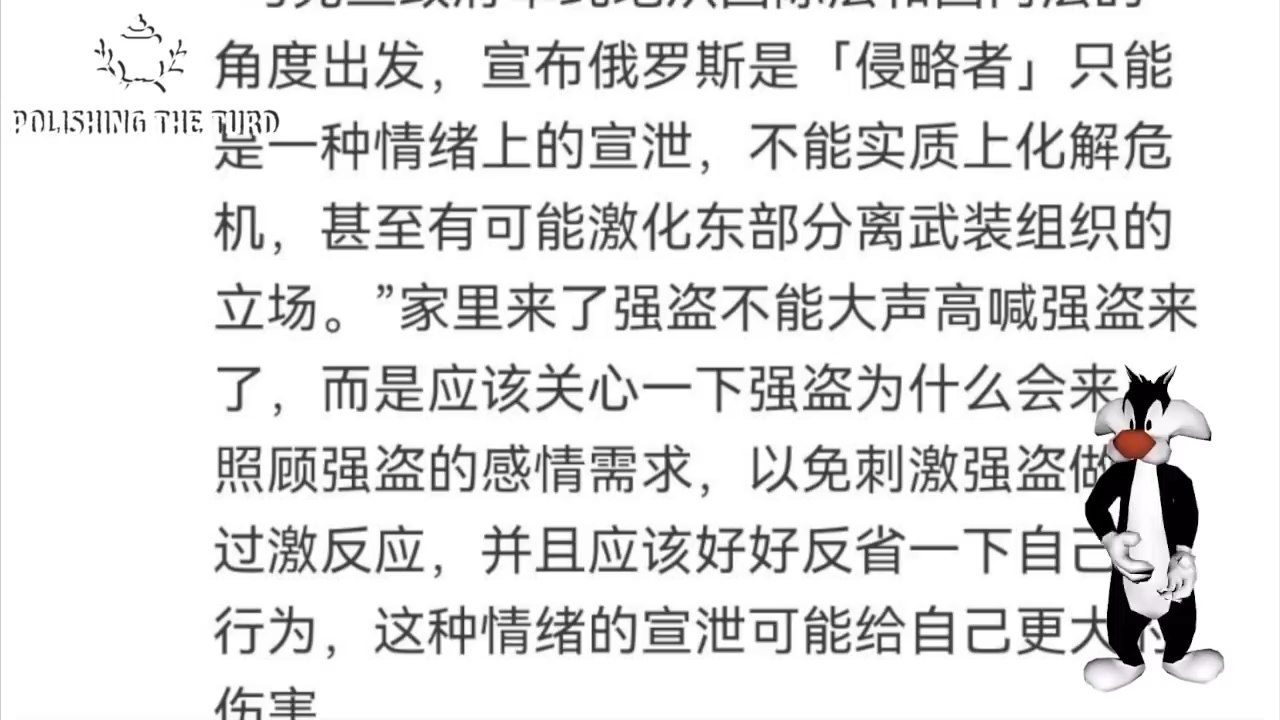 POLISHING THE TURD
角度出发，宣布俄罗斯是「侵略者」只能
是一种情绪上的宣泄，不能实质上化解危
机，甚至有可能激化东部分离武装组织的
立场。”家里来了强盗不能大声高喊强盗来
了，而是应该关心一下强盗为什么会来
照顾强盗的感情需求，以免刺激强盗做
过激反应，并且应该好好反省一下自己
行为，这种情绪的宣泄可能给自己更大的
伤害